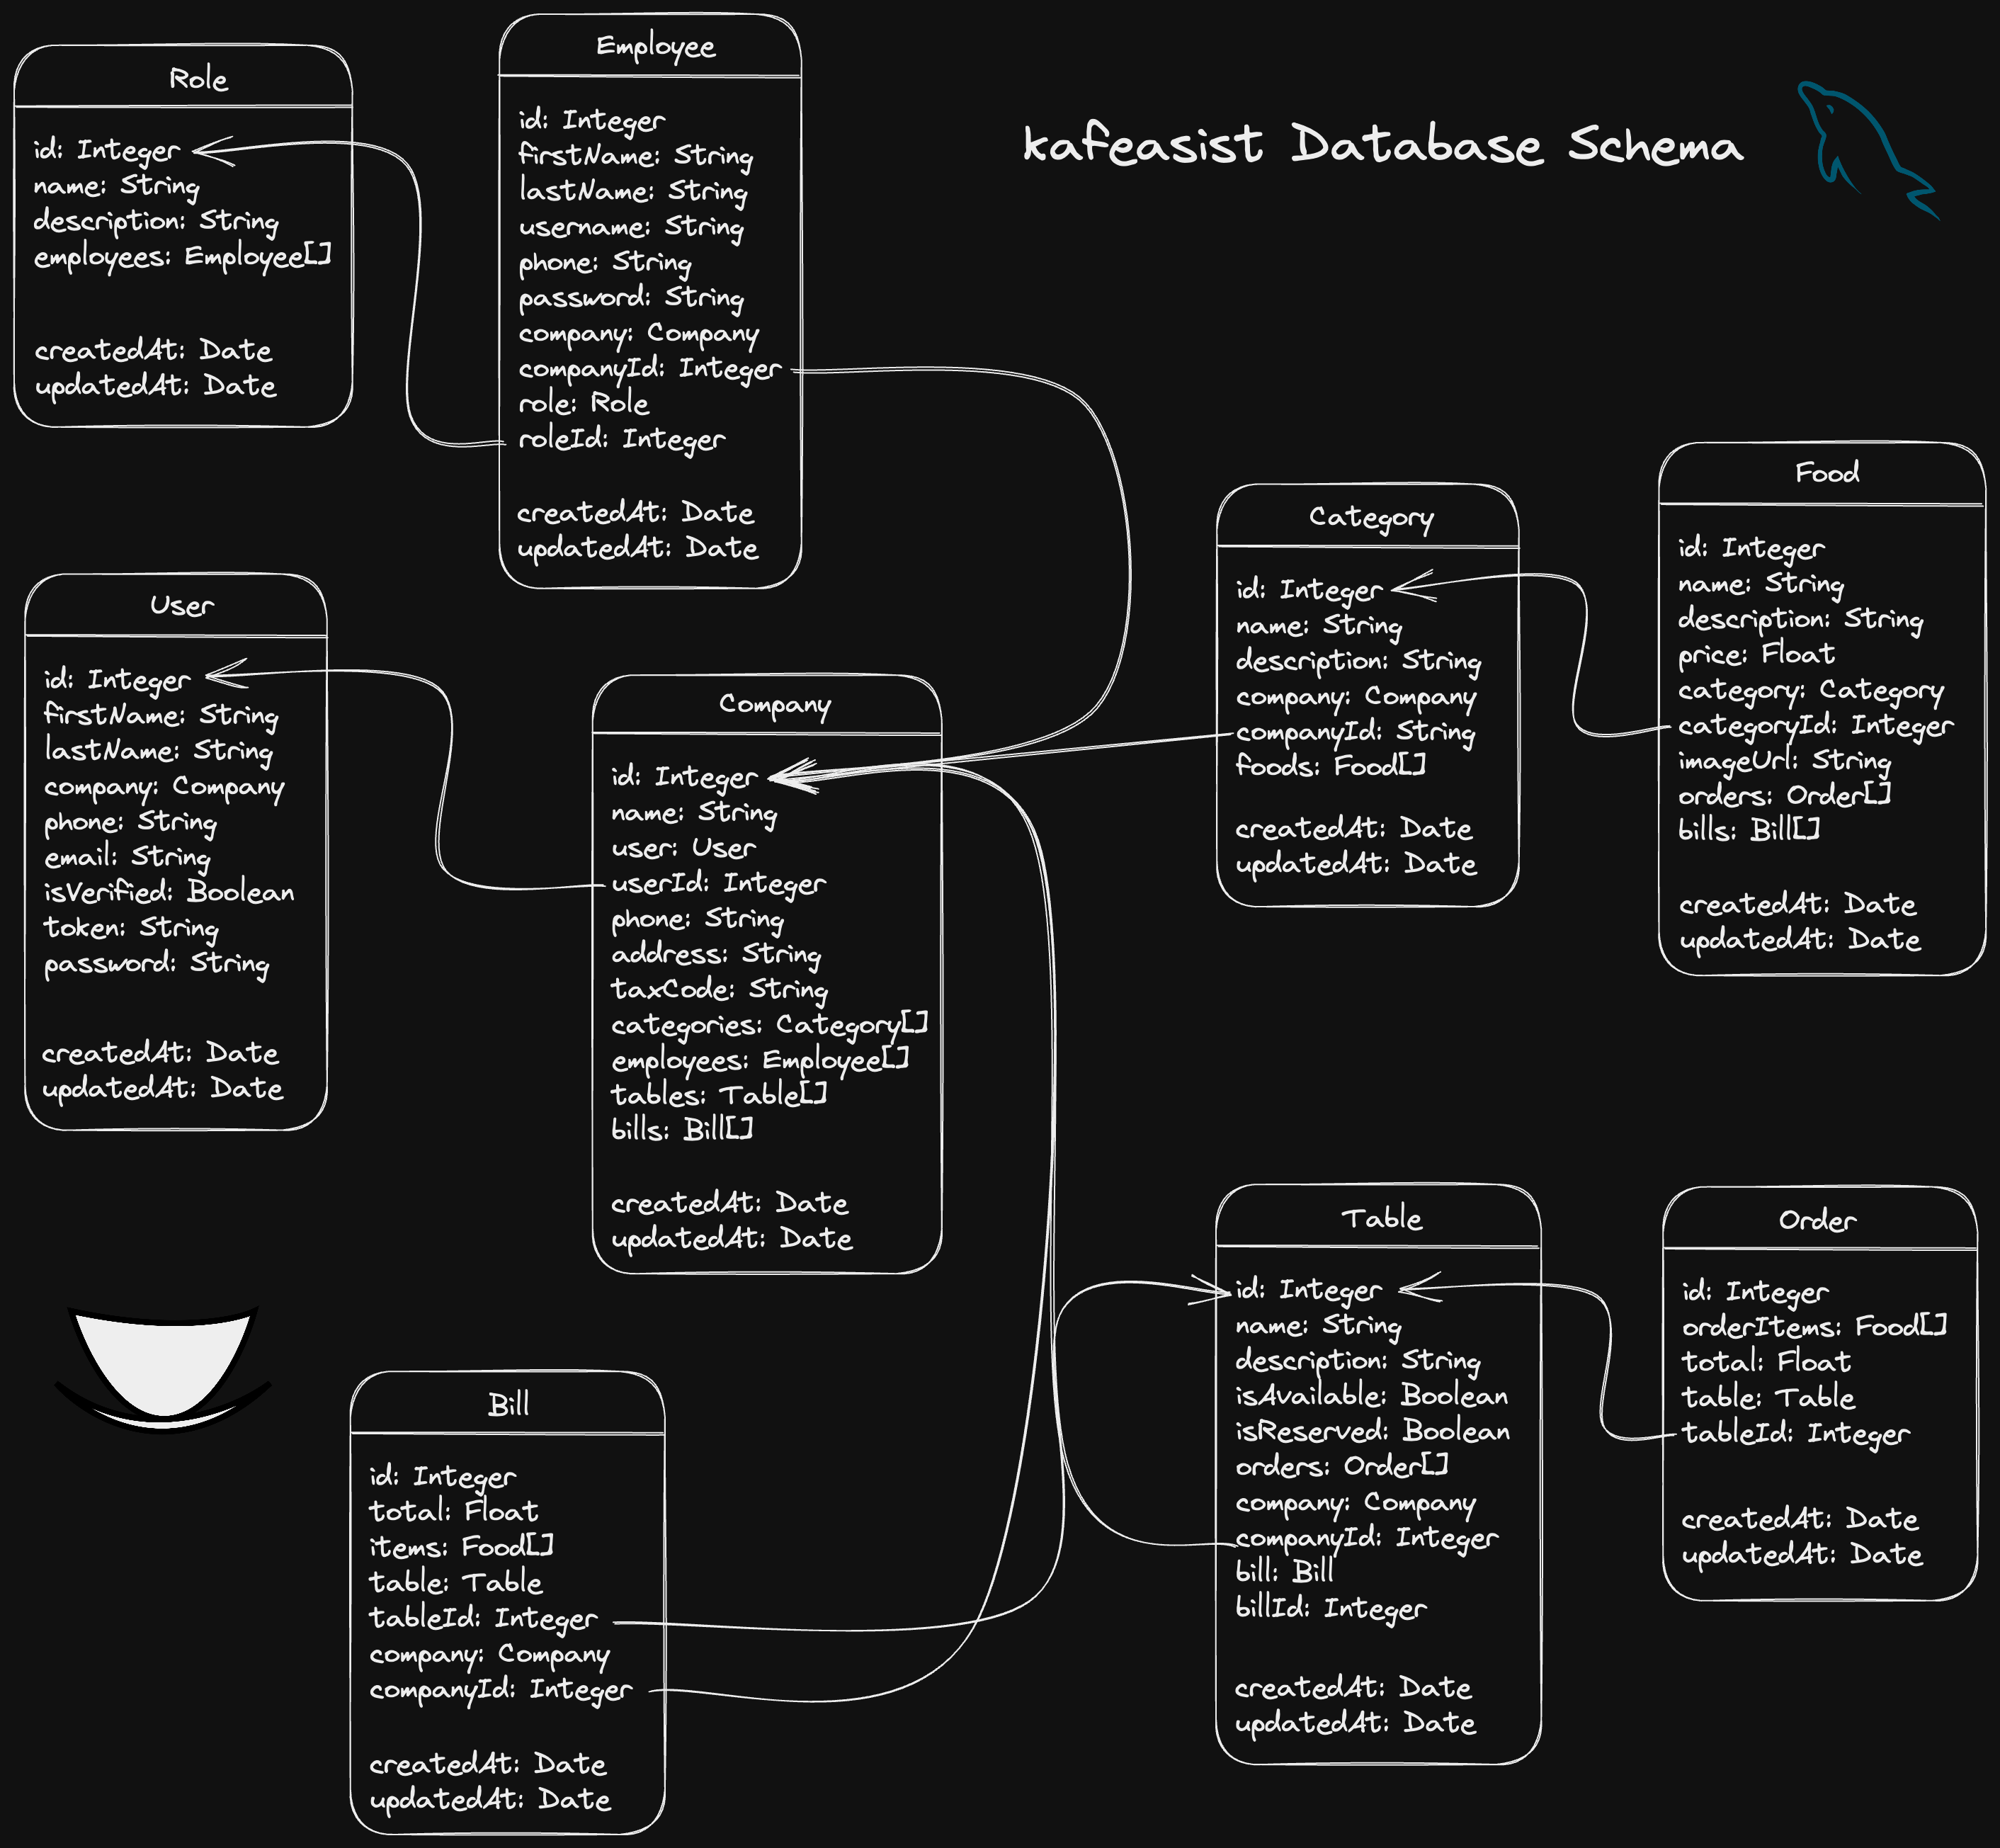 kafeasist Database Schema
Role
id: Integer
name: String
description: String
employees: Employee[]
createdAt: Date
updatedAt: Date
Employee
id: Integer
firstName: String
lastName: String
username: String
phone: String
password: String
company: Company
companyId: Integer
role: Role
roleId: Integer
createdAt: Date
updatedAt: Date
User
id: Integer
firstName: String
lastName: String
company: Company
phone: String
email: String
isVerified: Boolean
token: String
password: String
createdAt: Date
updatedAt: Date
Company
id: Integer
name: String
user: User
userId: Integer
phone: String
address: String
taxCode: String
categories: Category[]
employees: Employee[]
tables: Table[]
bills: Bill[]
createdAt: Date
updatedAt: Date
Category
id: Integer
name: String
description: String
company: Company
companyId: String
foods: Food[]
createdAt: Date
updatedAt: Date
Food
id: Integer
name: String
description: String
price: Float
category: Category
categoryId: Integer
imageUrl: String
orders: Order[]
bills: Bill[]
createdAt: Date
updatedAt: Date
Bill
id: Integer
total: Float
items: Food[]
table: Table
tableId: Integer
company: Company
companyId: Integer
createdAt: Date
updatedAt: Date
Table
id: Integer
name: String
description: String
isAvailable: Boolean
isReserved: Boolean
orders: Order[]
company: Company
companyId: Integer
bill: Bill
billId: Integer
createdAt: Date
updatedAt: Date
Order
id: Integer
orderItems: Food[]
total: Float
table: Table
tableId: Integer
createdAt: Date
updatedAt: Date